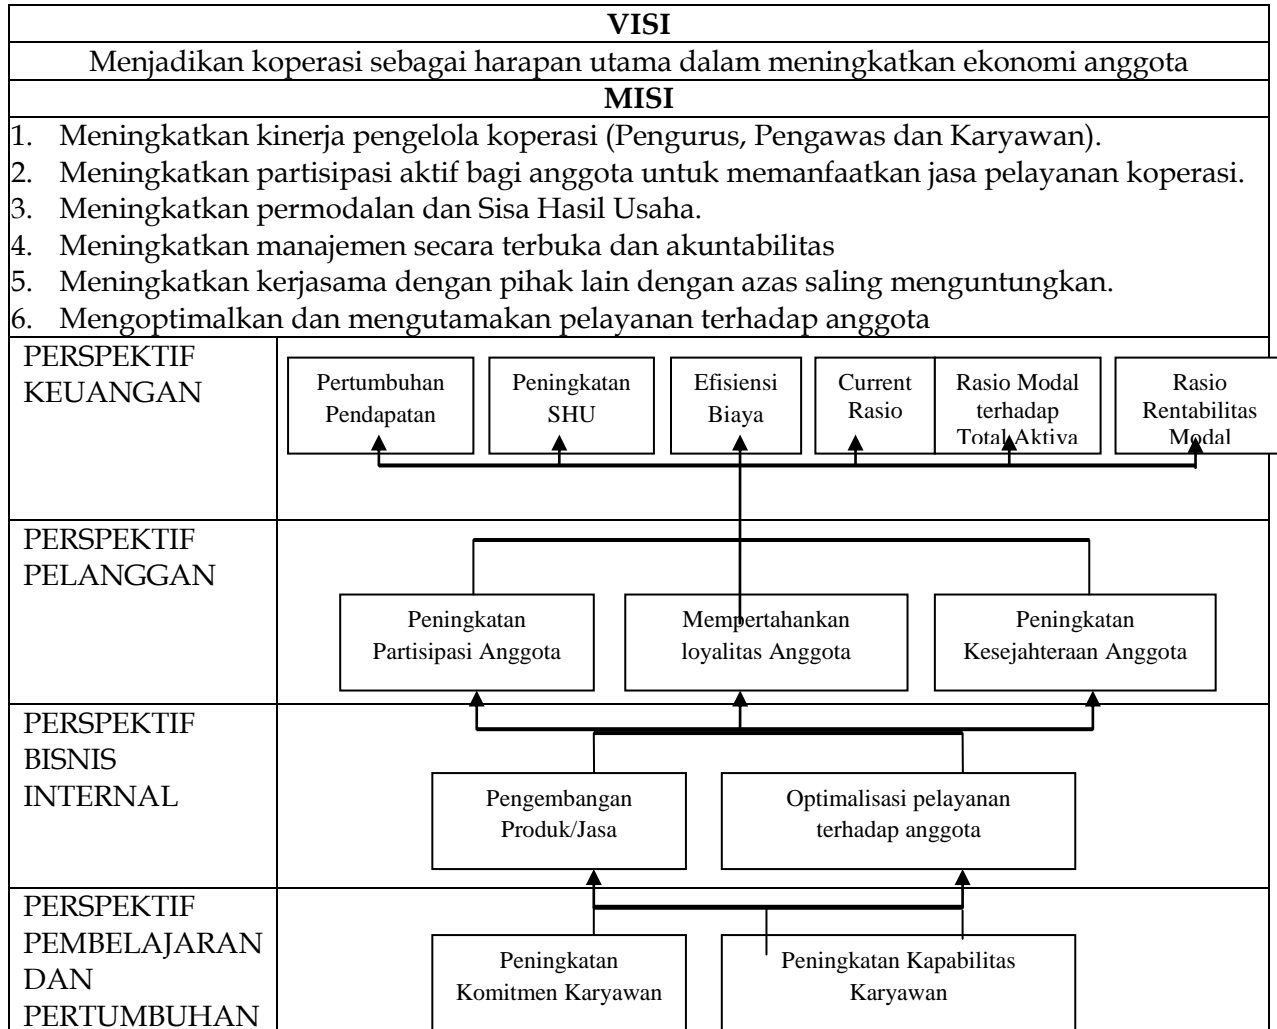 VISI
Menjadikan koperasi sebagai harapan utama dalam meningkatkan ekonomi anggota
MISI
1. Meningkatkan kinerja pengelola koperasi (Pengurus, Pengawas dan Karyawan).
2. Meningkatkan partisipasi aktif bagi anggota untuk memanfaatkan jasa pelayanan koperasi.
3. Meningkatkan permodalan dan Sisa Hasil Usaha.
4. Meningkatkan manajemen secara terbuka dan akuntabilitas
5. Meningkatkan kerjasama dengan pihak lain dengan azas saling menguntungkan.
6. Mengoptimalkan dan mengutamakan pelayanan terhadap anggota
PERSPEKTIF
KEUANGAN
Pertumbuhan
Pendapatan
Peningkatan
SHU
Efisiensi
Biaya
Current
Rasio
Rasio Modal
terhadap
Total Aktiva
Rasio
Rentabilitas
Modal
PERSPEKTIF
PELANGGAN
Peningkatan
Partisipasi Anggota
Mempertahankan
loyalitas Anggota
Peningkatan
Kesejahteraan Anggota
PERSPEKTIF
BISNIS
INTERNAL
Pengembangan
Produk/Jasa
Optimalisasi pelayanan
terhadap anggota
PERSPEKTIF
PEMBELAJARAN
DAN
PERTUMBUHAN
Peningkatan
Komitmen Karyawan
Peningkatan Kapabilitas
Karyawan